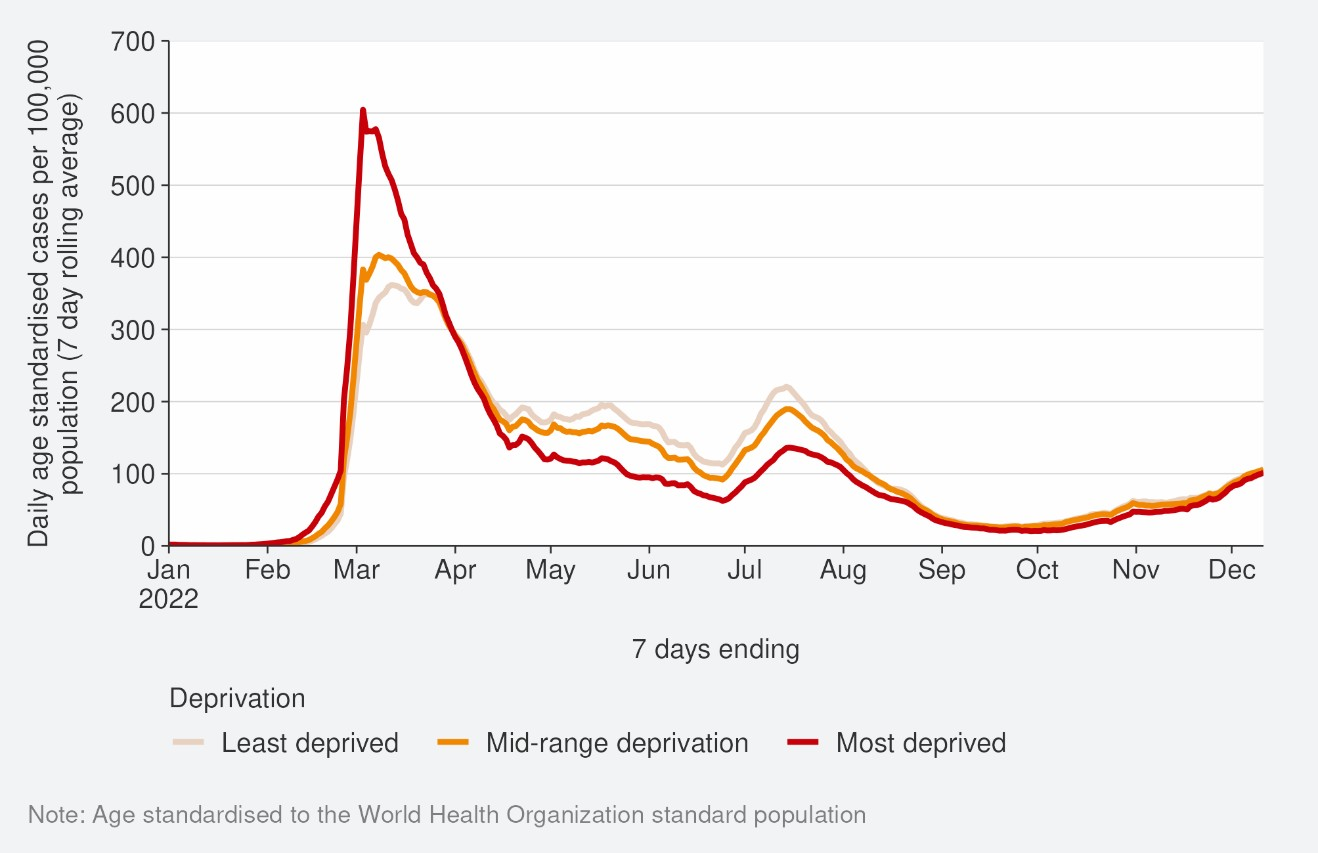 Daily age standardised cases per 100,000
population (7 day rolling average)
700
600
500
400
300
200
100
0
Jan Feb Mar Apr May Jun Jul Aug Sep Oct Nov Dec
2022
7 days ending
Deprivation
Least deprived Mid-range deprivation Most deprived
Note: Age standardised to the World Health Organization standard population